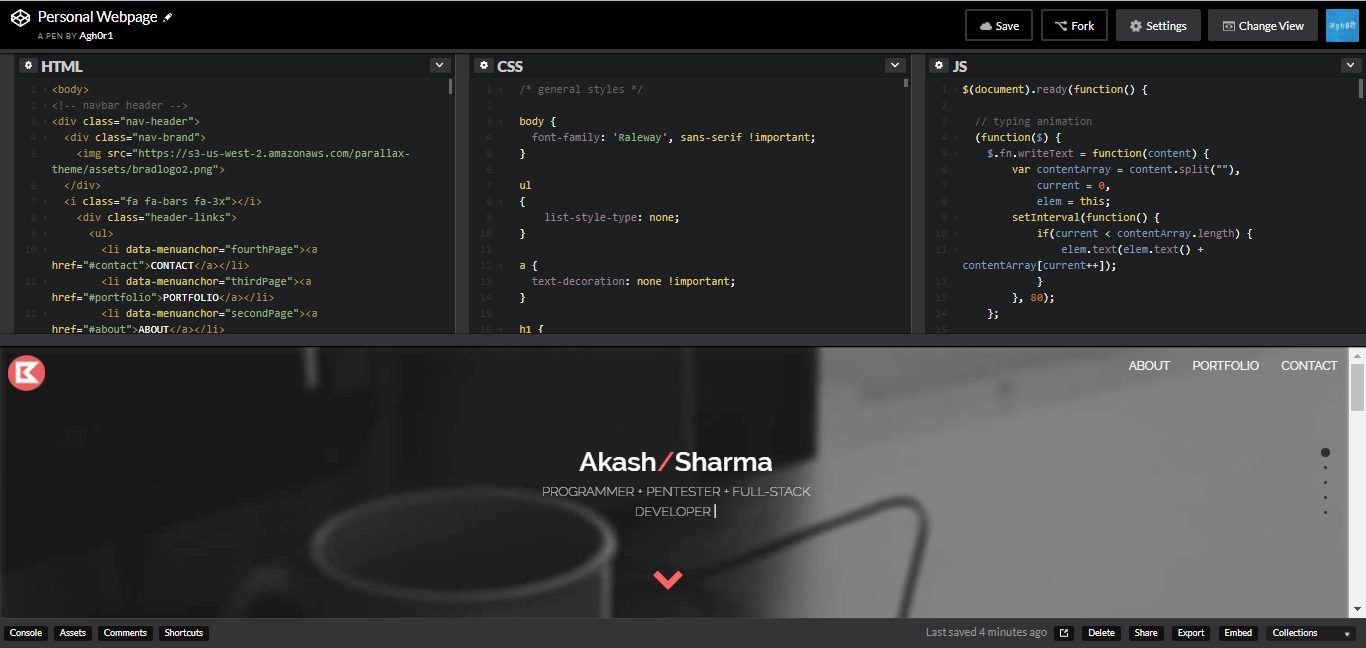 Personal Webpage
A PEN BY Agh0r1
Save
Fork
Settings
Change View
HTML
1 <body>
2 <!-- navbar header -->
3 <div class="nav-header">
4 <div class="nav-brand">
5 <img src="https://s3-us-west-2.amazonaws.com/parallax-
theme/assets/bradlogo2.png">
6 </div>
7 <i class="fa fa-bars fa-3x"></i>
8 <div class="header-links">
9 <ul>
10 <li data-menuanchor="fourthPage"><a
href="#contact">CONTACT</a></li>
11 <li data-menuanchor="thirdPage"><a
href="#portfolio">PORTFOLIO</a></li>
12 <li data-menuanchor="secondPage"><a
href="#about">ABOUT</a></li>
CSS
1 /* general styles */
2
3 body {
4 font-family: 'Raleway', sans-serif !important;
5 }
6
7 ul
8 {
9 list-style-type: none;
10 }
11
12 a {
13 text-decoration: none !important;
14 }
15
16 h1 {
JS
1 $(document).ready(function() {
2
3 // typing animation
4 (function($) {
5 $.fn.writeText = function(content) {
6 var contentArray = content.split(""),
7 current = 0,
8 elem = this;
9 setInterval(function() {
10 if(current < contentArray.length) {
11 elem.text(elem.text() +
contentArray[current++]);
12 }
13 }, 80);
14 };
15
ABOUT PORTFOLIO CONTACT
Akash/Sharma
PROGRAMMER + PENTESTER + FULL-STACK
DEVELOPER |
Console
Assets
Comments
Shortcuts
Last saved 4 minutes ago
Delete
Share
Export
Embed
Collections